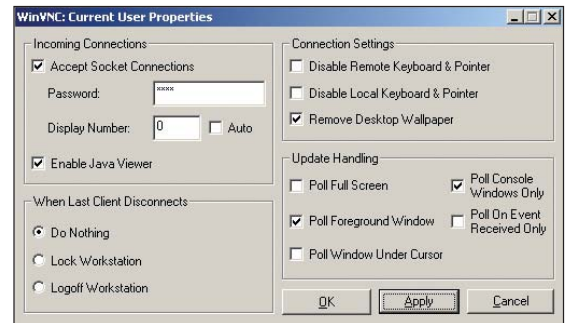 WinVNC: Current User Properties
Incoming Connections
Accept Socket Connections
Password: ××××
Display Number: 0 Auto
Enable Java Viewer
When Last Client Disconnects
Do Nothing
Lock Workstation
Logoff Workstation
Connection Settings
Disable Remote Keyboard & Pointer
Disable Local Keyboard & Pointer
Remove Desktop Wallpaper
Update Handling
Poll Full Screen
Poll Console
Windows Only
Poll Foreground Window
Poll On Event
Received Only
Poll Window Under Cursor
OK Apply Cancel